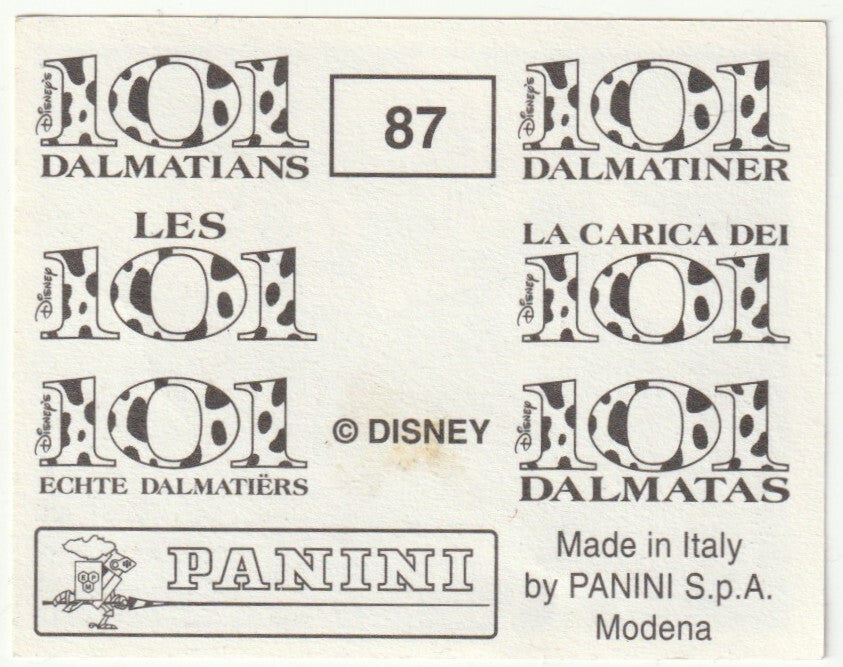 Disney's
101
DALMATIANS
87
Disney's
101
DALMATINER
LES
Disney
101
LA CARICA DEI
Disney
101
Disney's
101
ECHTE DALMATIËRS
© DISNEY
Disney
101
DALMATAS
PANINI
Made in Italy
by PANINI S.p.A.
Modena